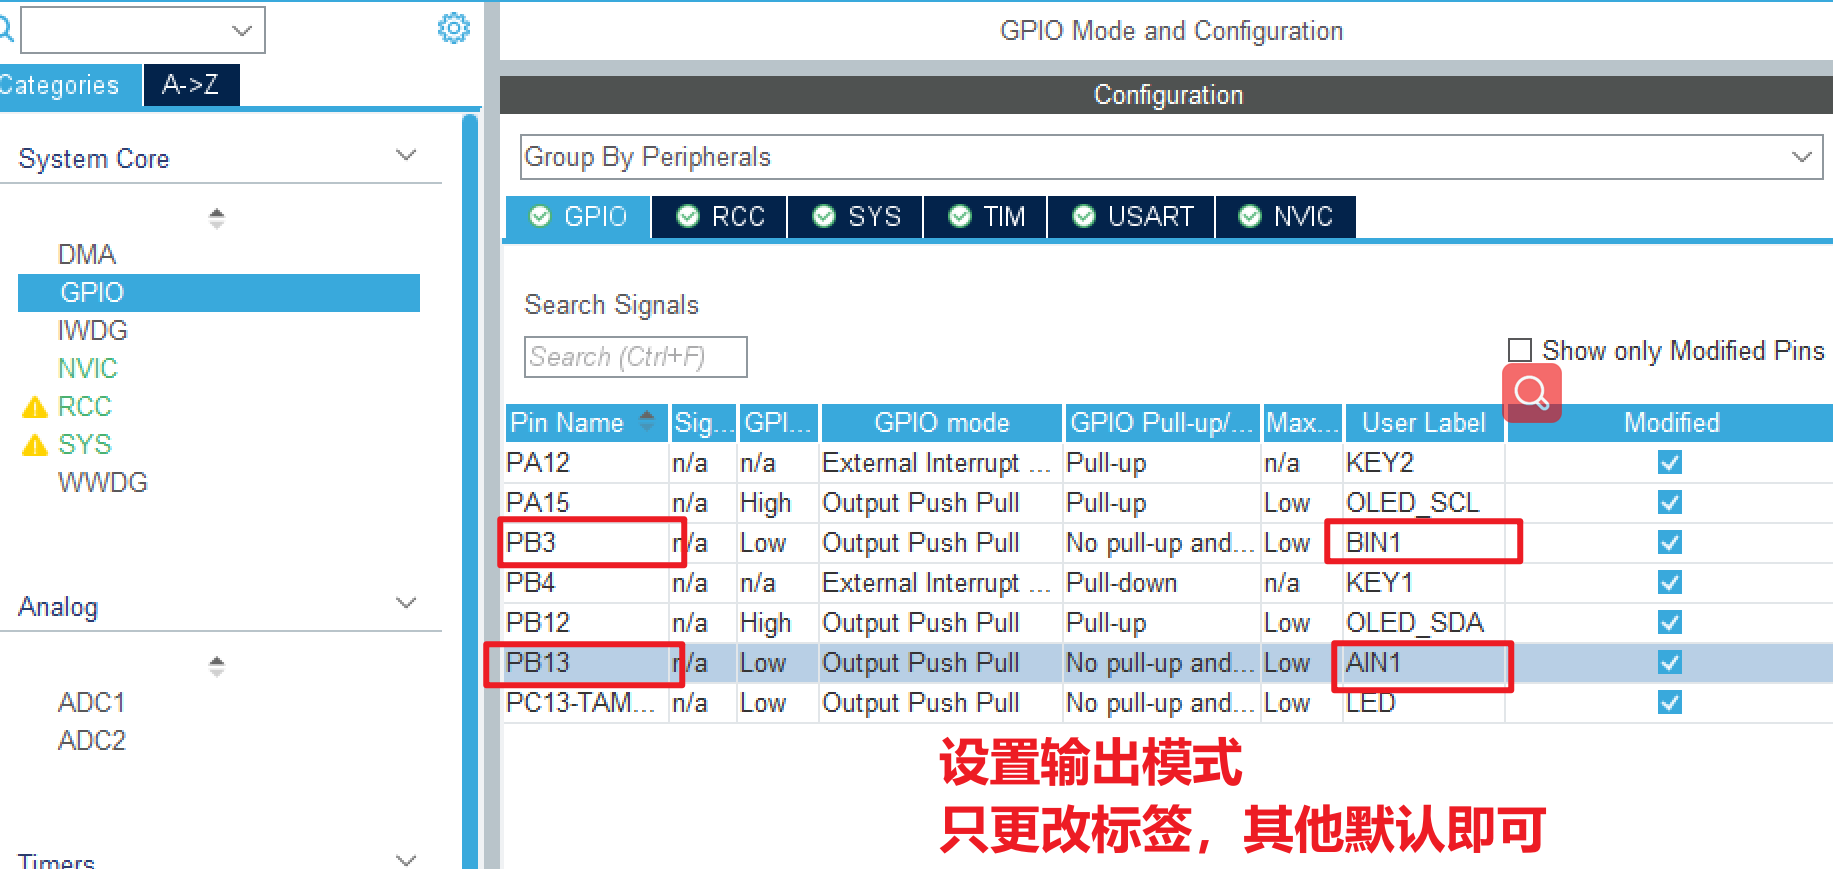 GPIO Mode and Configuration
Categories
A->Z
Configuration
System Core
Group By Peripherals
GPIO
RCC
SYS
TIM
USART
NVIC
DMA
GPIO
IWDG
NVIC
RCC
SYS
WWDG
Search Signals
Search (Ctrl+F)
Show only Modified Pins
Pin Name Sig... GPI... GPIO mode GPIO Pull-up/... Max... User Label Modified
PA12 n/a n/a External Interrupt ... Pull-up n/a KEY2
PA15 n/a High Output Push Pull Pull-up Low OLED_SCL
PB3 n/a Low Output Push Pull No pull-up and... Low BIN1
PB4 n/a n/a External Interrupt ... Pull-down n/a KEY1
PB12 n/a High Output Push Pull Pull-up Low OLED_SDA
PB13 n/a Low Output Push Pull No pull-up and... Low AIN1
PC13-TAM... n/a Low Output Push Pull No pull-up and... Low LED
Analog
ADC1
ADC2
Timers
设置输出模式
只更改标签，其他默认即可